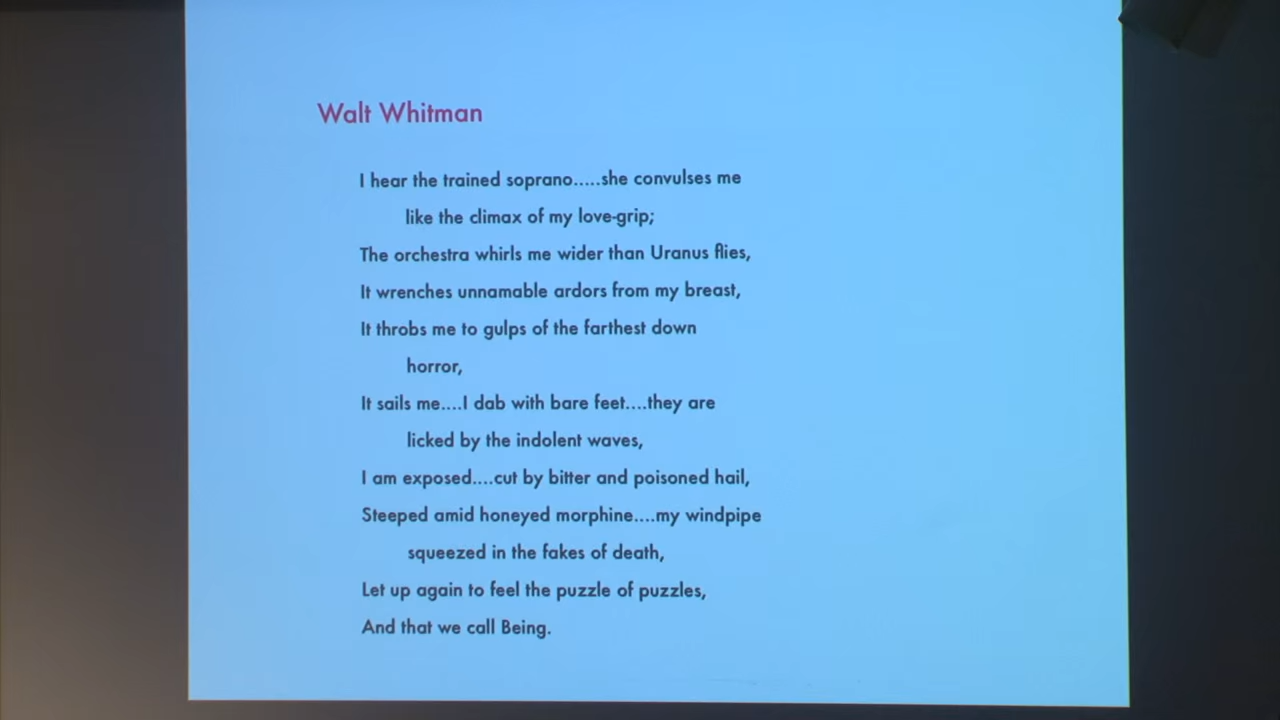 Walt Whitman
I hear the trained soprano.....she convulses me
like the climax of my love-grip;
The orchestra whirls me wider than Uranus flies,
It wrenches unnamable ardors from my breast,
It throbs me to gulps of the farthest down
horror,
It sails me....I dab with bare feet....they are
licked by the indolent waves,
I am exposed....cut by bitter and poisoned hail,
Steeped amid honeyed morphine....my windpipe
squeezed in the fakes of death,
Let up again to feel the puzzle of puzzles,
And that we call Being.